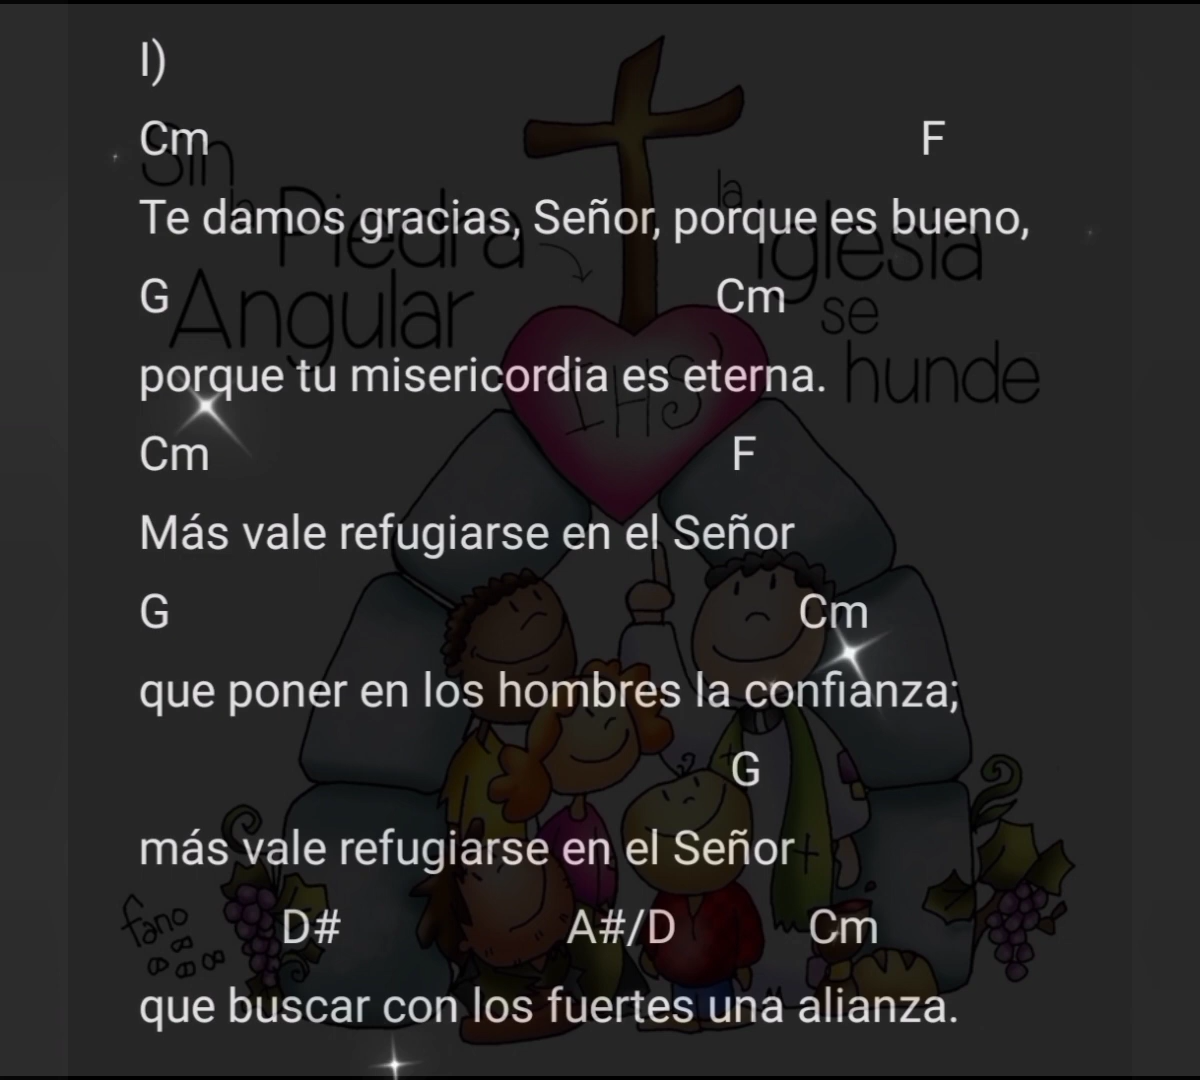 I)
Cm F
Te damos gracias, Señor, porque es bueno,
G Cm
porque tu misericordia es eterna.
Cm F
Más vale refugiarse en el Señor
G Cm
que poner en los hombres la confianza;
G
más vale refugiarse en el Señor
D# A#/D Cm
que buscar con los fuertes una alianza.
Sin
la Piedra
Angular
la
Iglesia
se
hunde
IHS
fano